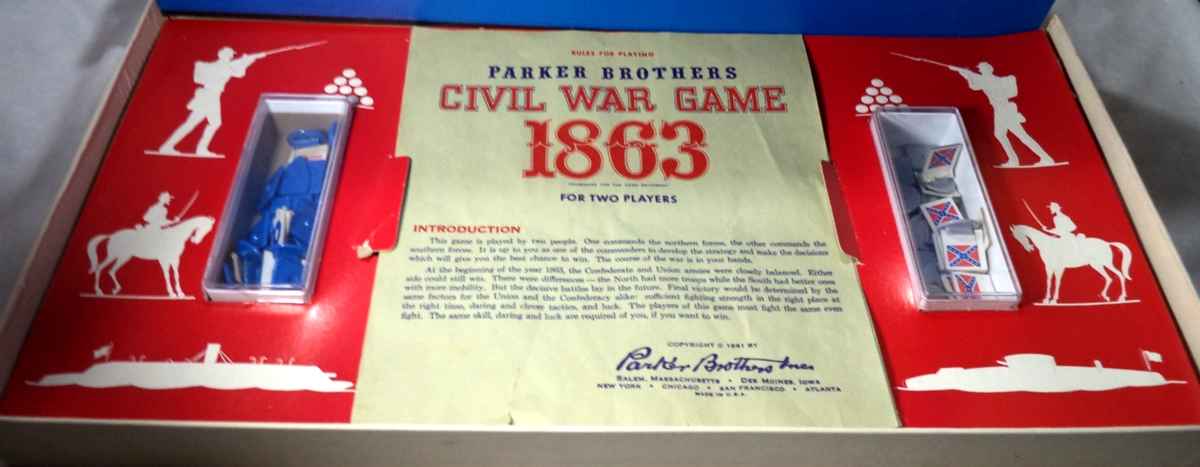 RULES FOR PLAYING
PARKER BROTHERS
CIVIL WAR GAME
1863
TRADEMARK FOR THE GAME EQUIPMENT
FOR TWO PLAYERS
INTRODUCTION
This game is played by two people. One commands the northern forces, the other commands the
southern forces. It is up to you as one of the commanders to develop the strategy and make the decisions
which will give you the best chance to win. The course of the war is in your hands.
At the beginning of the year 1863, the Confederate and Union armies were closely balanced. Either
side could still win. There were differences — the North had more troops while the South had better ones
with more mobility. But the decisive battles lay in the future. Final victory would be determined by the
same factors for the Union and the Confederacy alike: sufficient fighting strength in the right place at
the right time, daring and clever tactics, and luck. The players of this game must fight the same even
fight. The same skill, daring and luck are required of you, if you want to win.
COPYRIGHT © 1961 BY
Parker Brothers Inc.
SALEM, MASSACHUSETTS • DES MOINES, IOWA
NEW YORK • CHICAGO • SAN FRANCISCO • ATLANTA
MADE IN U.S.A.